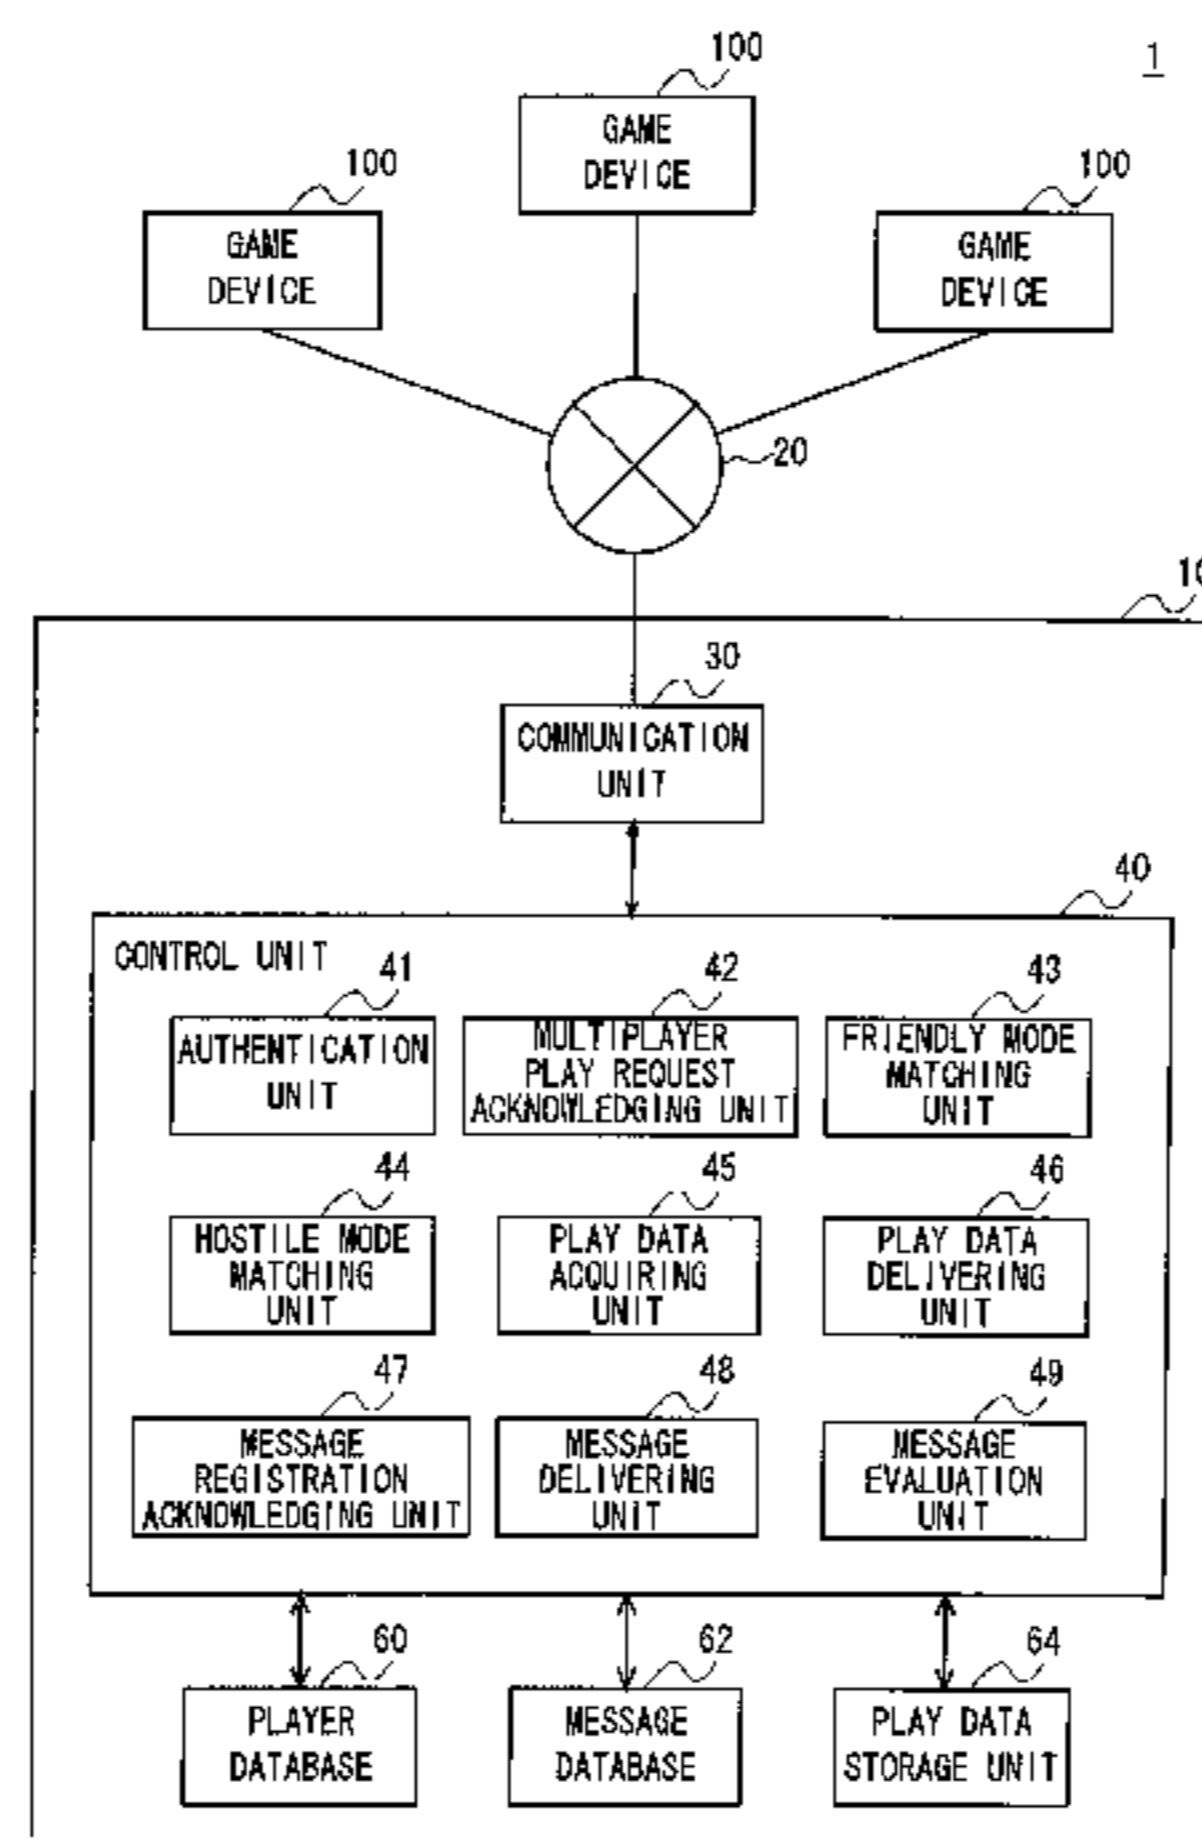 100
1
GAME
DEVICE
100
GAME
DEVICE
100
GAME
DEVICE
20
10
30
COMMUNICATION
UNIT
40
CONTROL UNIT
41
AUTHENTICATION
UNIT
42
MULTIPLAYER
PLAY REQUEST
ACKNOWLEDGING UNIT
43
FRIENDLY MODE
MATCHING
UNIT
44
HOSTILE MODE
MATCHING
UNIT
45
PLAY DATA
ACQUIRING
UNIT
46
PLAY DATA
DELIVERING
UNIT
47
MESSAGE
REGISTRATION
ACKNOWLEDGING UNIT
48
MESSAGE
DELIVERING
UNIT
49
MESSAGE
EVALUATION
UNIT
60
PLAYER
DATABASE
62
MESSAGE
DATABASE
64
PLAY DATA
STORAGE UNIT